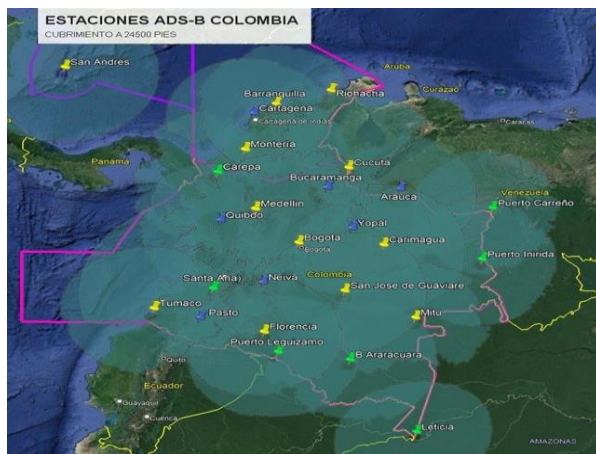 ESTACIONES ADS-B COLOMBIA
CUBRIMIENTO A 24500 PIES
San Andres
Aruba
Barranquilla
Riohacha
Curazao
Cartagena
Cartagena de Indias
Caracas
Monteria
Panama
Carepa
Cucuta
Bucaramanga
Arauca
Venezuela
Puerto Carreño
Medellin
Quibdo
Yopal
Bogota
Carimagua
Bogota
Puerto Inirida
Santa Ana)
Neiva
Colombia
San Jose de Guaviare
Tumaco
Pasto
Mitu
Florencia
Puerto Leguizamo
Quito
B Araracuara
Ecuador
Guayaquil
Cuenca
Leticia
AMAZONAS